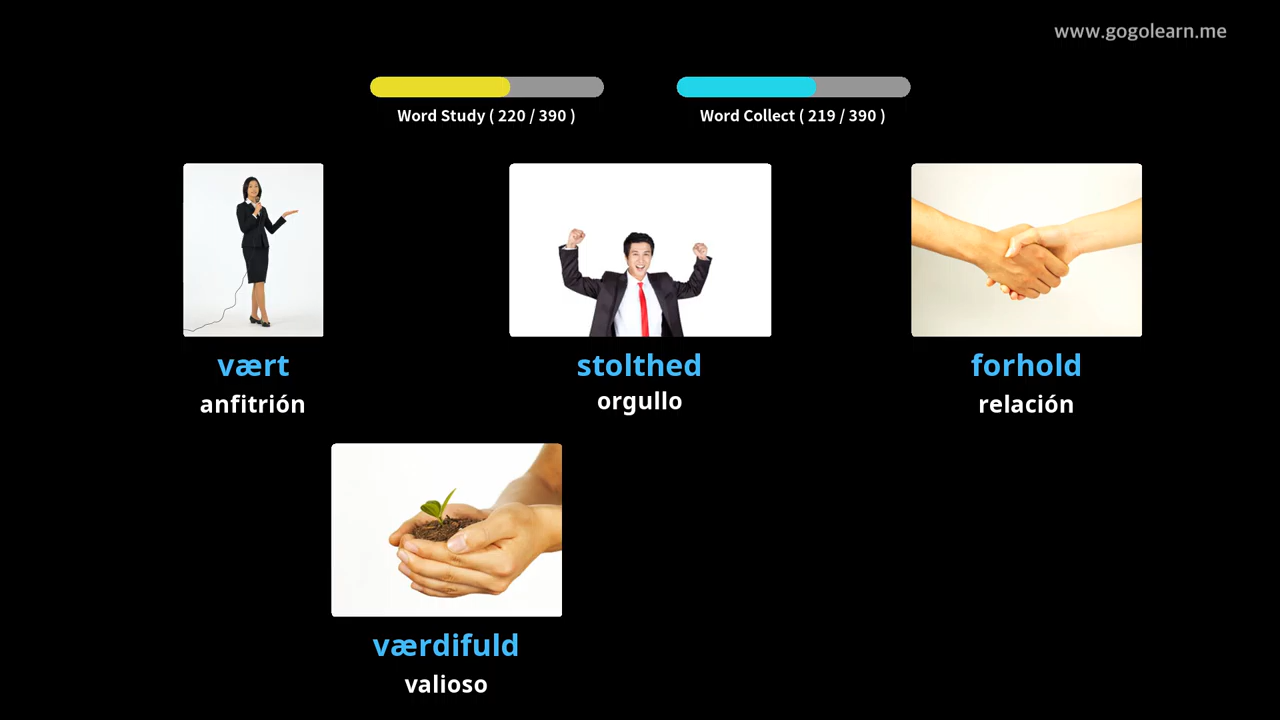 www.gogolearn.me
Word Study ( 220 / 390 )
Word Collect ( 219 / 390 )
vært
anfitrión
stolthed
orgullo
forhold
relación
værdifuld
valioso